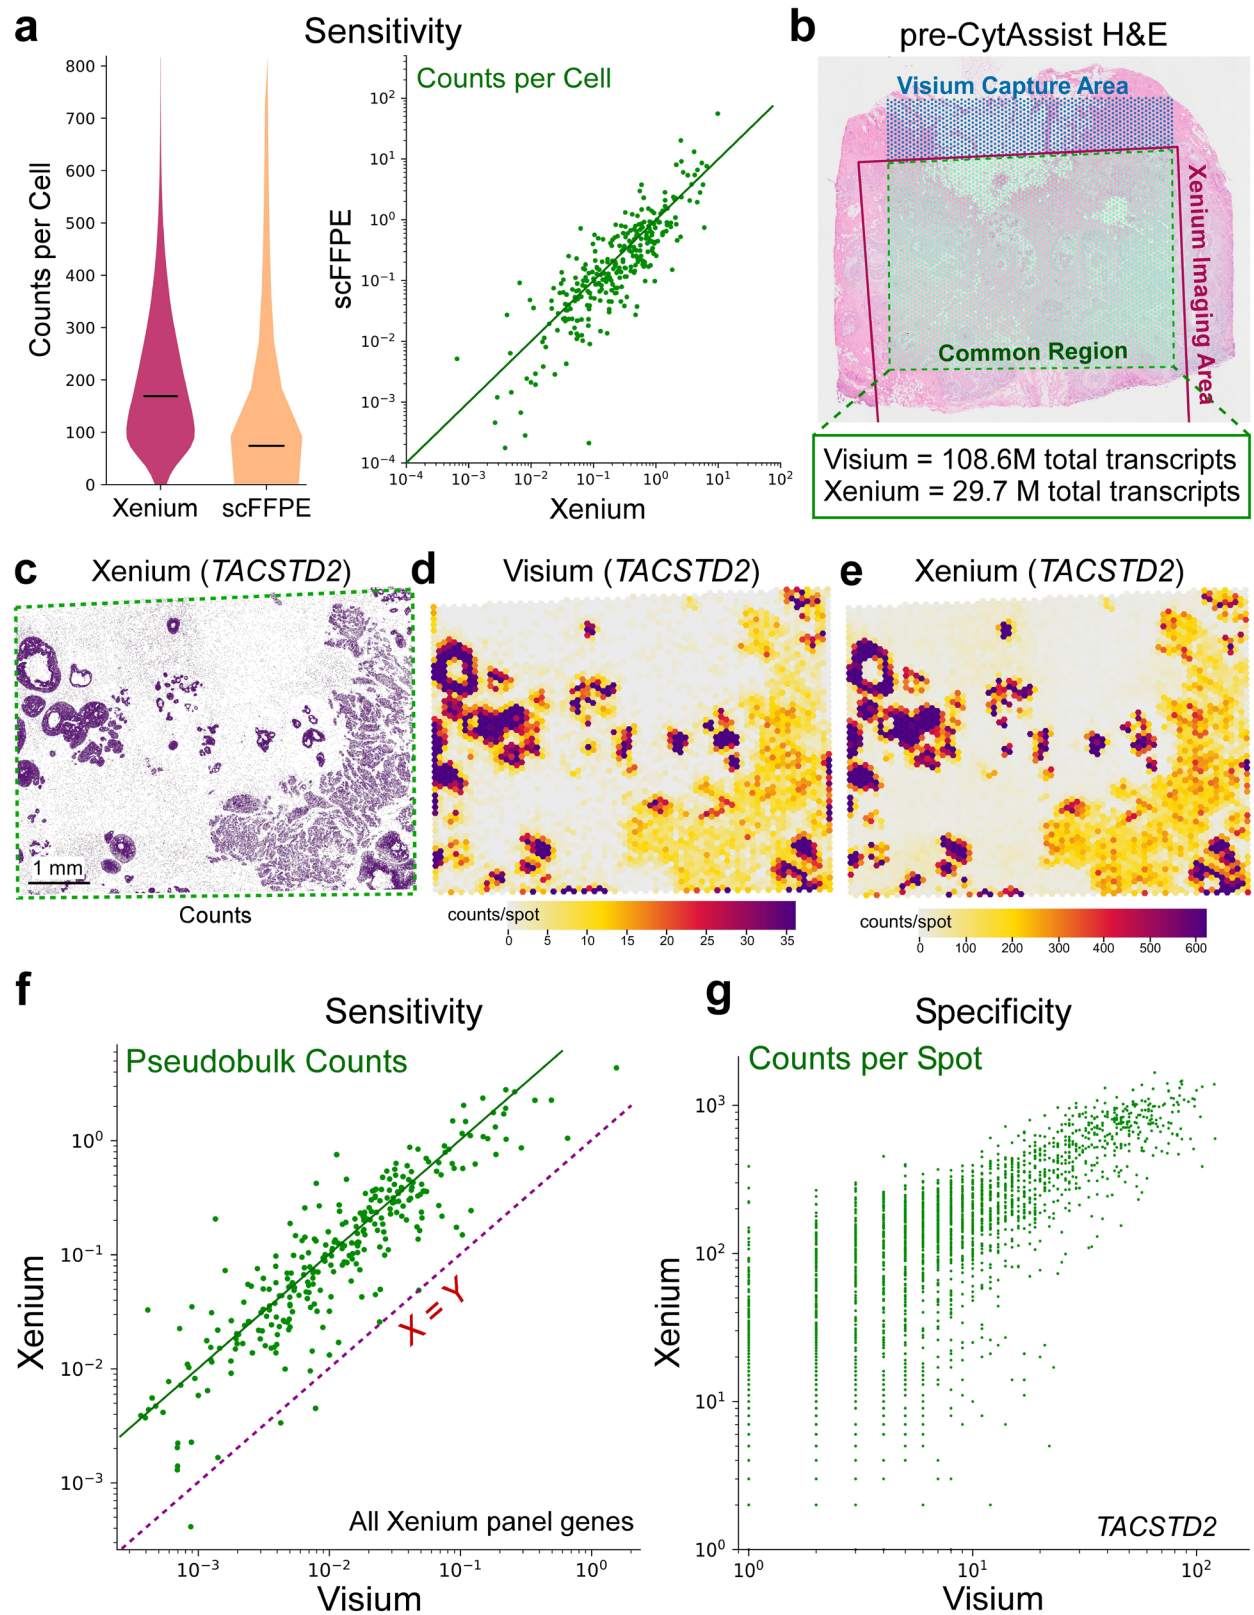 a
Sensitivity
Counts per Cell
800
700
600
500
400
300
200
100
0
Xenium
scFFPE
Counts per Cell
scFFPE
10²
10¹
10⁰
10⁻¹
10⁻²
10⁻³
10⁻⁴
10⁻⁴
10⁻³
10⁻²
10⁻¹
10⁰
10¹
10²
Xenium
b
pre-CytAssist H&E
Visium Capture Area
Xenium Imaging Area
Common Region
Visium = 108.6M total transcripts
Xenium = 29.7 M total transcripts
c
Xenium (TACSTD2)
1 mm
Counts
d
Visium (TACSTD2)
counts/spot
0 5 10 15 20 25 30 35
e
Xenium (TACSTD2)
counts/spot
0 100 200 300 400 500 600
f
Sensitivity
Pseudobulk Counts
Xenium
10⁰
10⁻¹
10⁻²
10⁻³
X = Y
All Xenium panel genes
10⁻³
10⁻²
10⁻¹
10⁰
Visium
g
Specificity
Counts per Spot
Xenium
10³
10²
10¹
10⁰
TACSTD2
10⁰
10¹
10²
Visium